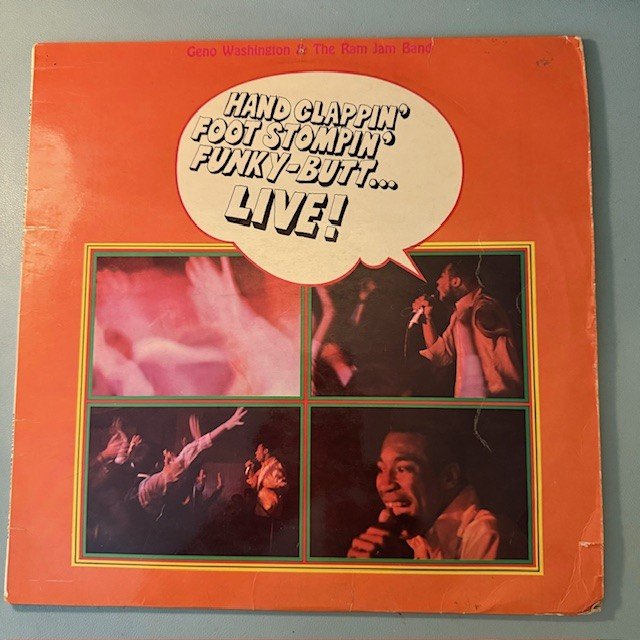 Geno Washington & The Ram Jam Band
HAND CLAPPIN'
FOOT STOMPIN'
FUNKY-BUTT...
LIVE!